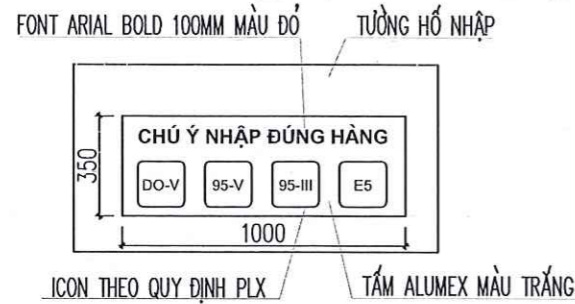 FONT ARIAL BOLD 100MM MÀU ĐỎ
TƯỜNG HỐ NHẬP
CHÚ Ý NHẬP ĐÚNG HÀNG
350
DO-V
95-V
95-III
E5
1000
ICON THEO QUY ĐỊNH PLX
TẤM ALUMEX MÀU TRẮNG